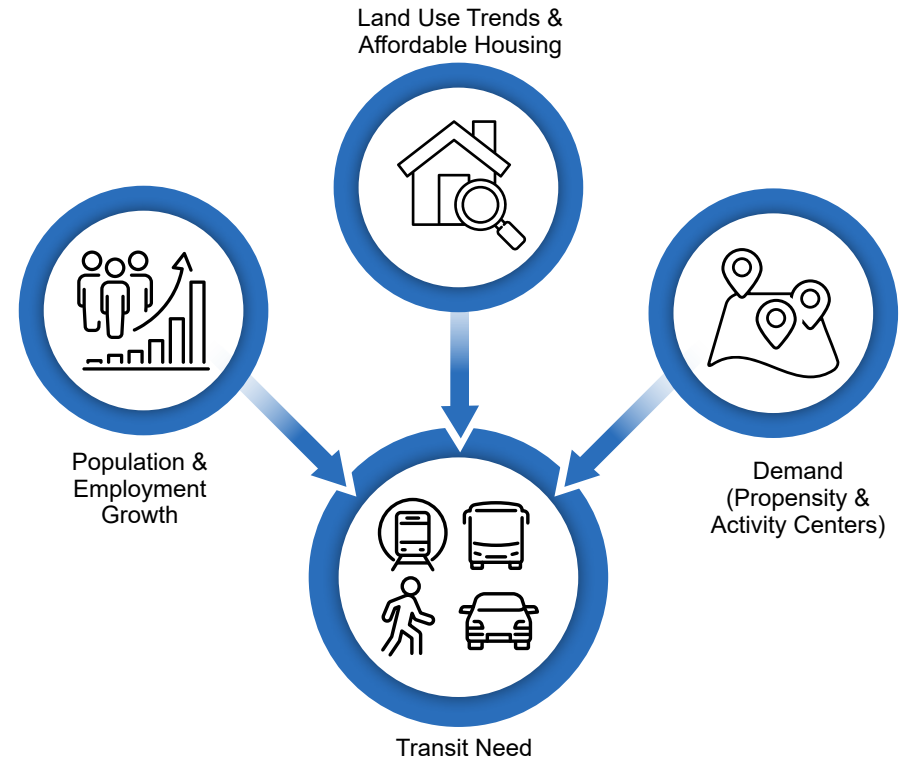 Land Use Trends &
Affordable Housing
Population &
Employment
Growth
Demand
(Propensity &
Activity Centers)
Transit Need